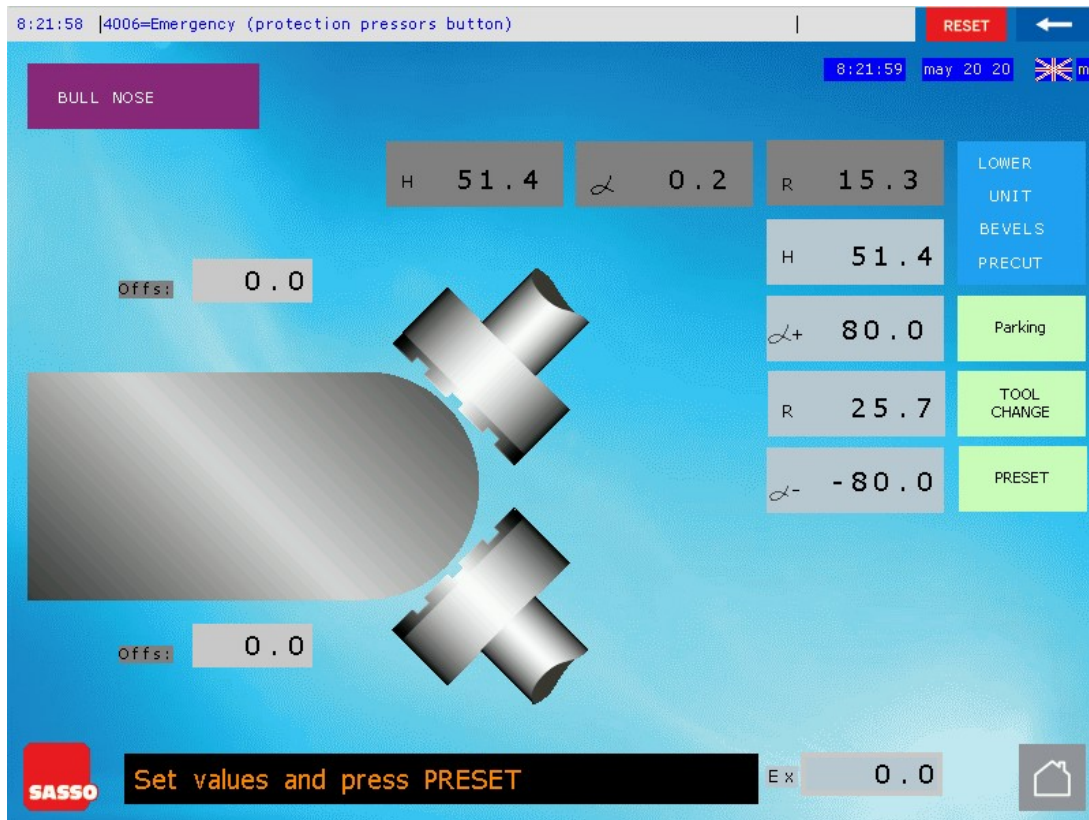 8:21:58 |4006=Emergency (protection pressors button) |
RESET
8:21:59 may 20 20 m
BULL NOSE
H 51.4 α 0.2 R 15.3
LOWER
UNIT
BEVELS
PRECUT
H 51.4
Offs: 0.0
α+ 80.0
Parking
R 25.7
TOOL
CHANGE
α- -80.0
PRESET
Offs: 0.0
SASSO
Set values and press PRESET
Ex 0.0